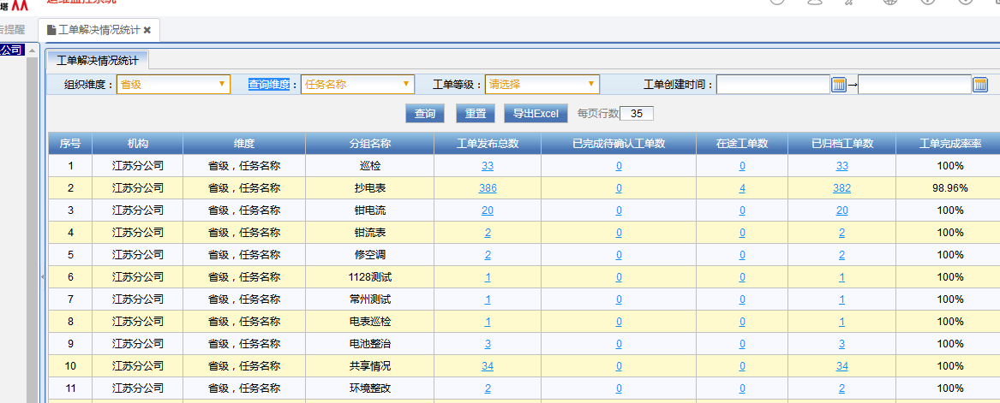 塔
运维监控系统
告提醒
工单解决情况统计
公司
工单解决情况统计
组织维度： 省级 查询维度： 任务名称 工单等级： 请选择 工单创建时间： →
查询 重置 导出Excel 每页行数 35
序号 机构 维度 分组名称 工单发布总数 已完成待确认工单数 在途工单数 已归档工单数 工单完成率率
1 江苏分公司 省级，任务名称 巡检 33 0 0 33 100%
2 江苏分公司 省级，任务名称 抄电表 386 0 4 382 98.96%
3 江苏分公司 省级，任务名称 钳电流 20 0 0 20 100%
4 江苏分公司 省级，任务名称 钳流表 2 0 0 2 100%
5 江苏分公司 省级，任务名称 修空调 2 0 0 2 100%
6 江苏分公司 省级，任务名称 1128测试 1 0 0 1 100%
7 江苏分公司 省级，任务名称 常州测试 1 0 0 1 100%
8 江苏分公司 省级，任务名称 电表巡检 1 0 0 1 100%
9 江苏分公司 省级，任务名称 电池整治 3 0 0 3 100%
10 江苏分公司 省级，任务名称 共享情况 34 0 0 34 100%
11 江苏分公司 省级，任务名称 环境整改 2 0 0 2 100%